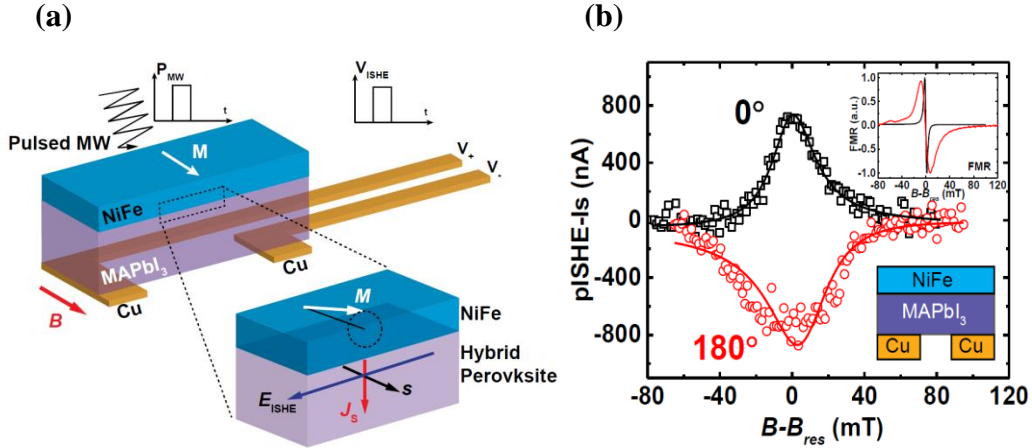 (a)
(b)
P_MW
t
V_ISHE
t
Pulsed MW
M
V+
V-
NiFe
MAPbI3
Cu
Cu
B
M
NiFe
Hybrid
Perovksite
E_ISHE
s
J_S
pISHE-Is (nA)
800
400
0
-400
-800
0°
180°
-80 -40 0 40 80 120
B-B_res (mT)
FMR (a.u.)
1.0
0.5
0.0
-0.5
-1.0
FMR
-80 -40 0 40 80 120
B-B_res (mT)
NiFe
MAPbI3
Cu
Cu